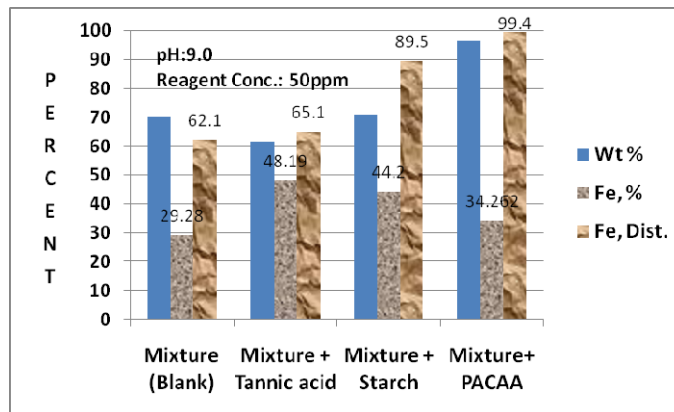 100
90
80
70
60
50
40
30
20
10
0
P
E
R
C
E
N
T
pH:9.0
Reagent Conc.: 50ppm
29.28
62.1
48.19
65.1
44.2
89.5
34.262
99.4
Mixture
(Blank)
Mixture +
Tannic acid
Mixture +
Starch
Mixture+
PACAA
Wt %
Fe, %
Fe, Dist.